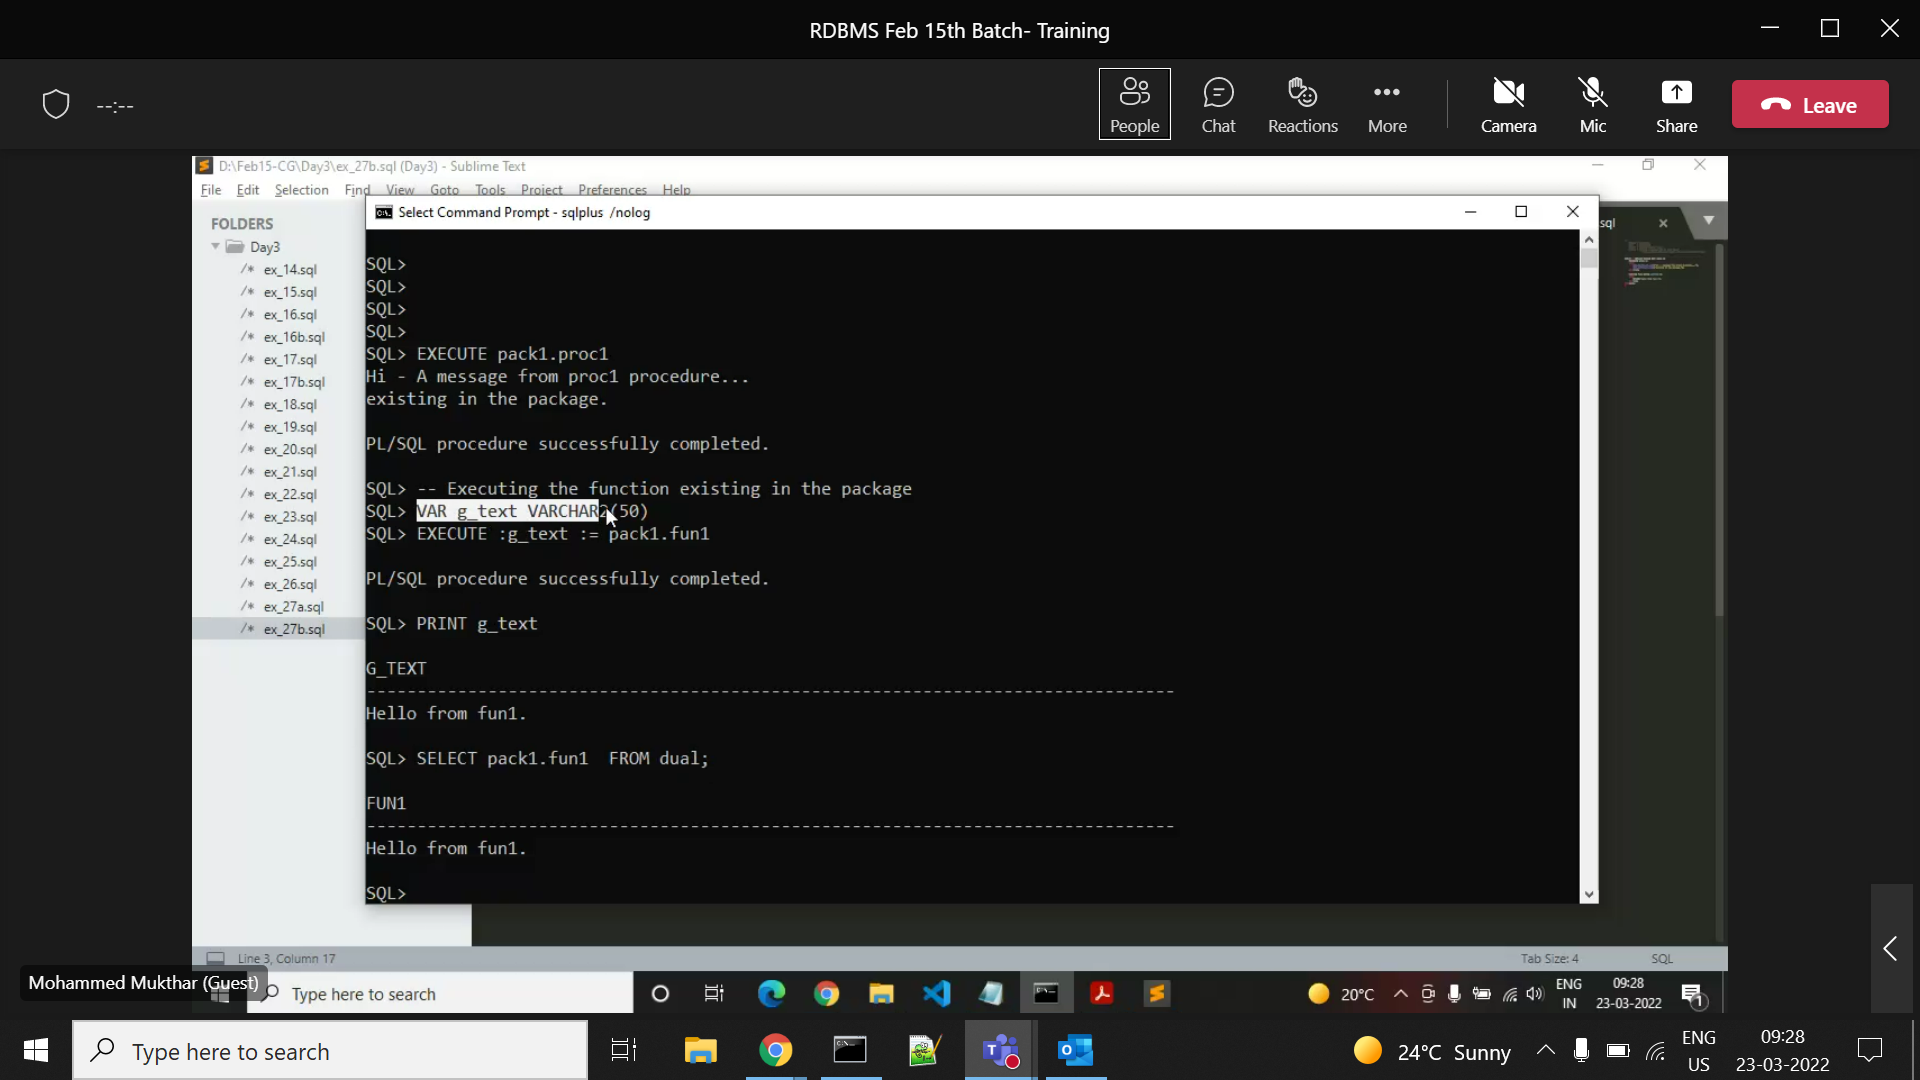 RDBMS Feb 15th Batch- Training
--:--
People
Chat
Reactions
More
Camera
Mic
Share
Leave
D:\Feb15-CG\Day3\ex_27b.sql (Day3) - Sublime Text
File Edit Selection Find View Goto Tools Project Preferences Help
FOLDERS
Day3
/* ex_14.sql
/* ex_15.sql
/* ex_16.sql
/* ex_16b.sql
/* ex_17.sql
/* ex_17b.sql
/* ex_18.sql
/* ex_19.sql
/* ex_20.sql
/* ex_21.sql
/* ex_22.sql
/* ex_23.sql
/* ex_24.sql
/* ex_25.sql
/* ex_26.sql
/* ex_27a.sql
/* ex_27b.sql
Select Command Prompt - sqlplus /nolog
sql
SQL>
SQL>
SQL>
SQL>
SQL> EXECUTE pack1.proc1
Hi - A message from proc1 procedure...
existing in the package.
PL/SQL procedure successfully completed.
SQL> -- Executing the function existing in the package
SQL> VAR g_text VARCHAR2(50)
SQL> EXECUTE :g_text := pack1.fun1
PL/SQL procedure successfully completed.
SQL> PRINT g_text
G_TEXT
--------------------------------------------------------------------------------
Hello from fun1.
SQL> SELECT pack1.fun1  FROM dual;
FUN1
--------------------------------------------------------------------------------
Hello from fun1.
SQL>
Line 3, Column 17
Tab Size: 4
SQL
Mohammed Mukthar (Guest)
Type here to search
20°C
ENG
IN
09:28
23-03-2022
1
Type here to search
24°C Sunny
ENG
US
09:28
23-03-2022